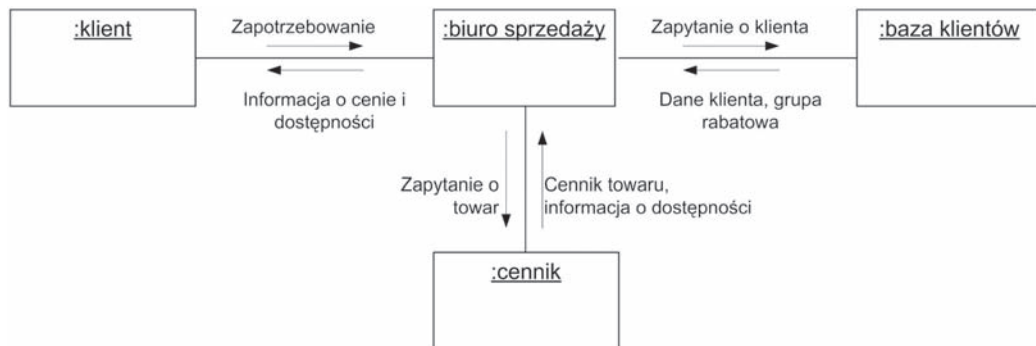 :klient
Zapotrzebowanie
:biuro sprzedaży
Zapytanie o klienta
:baza klientów
Informacja o cenie i
dostępności
Dane klienta, grupa
rabatowa
Zapytanie o
towar
Cennik towaru,
informacja o dostępności
:cennik